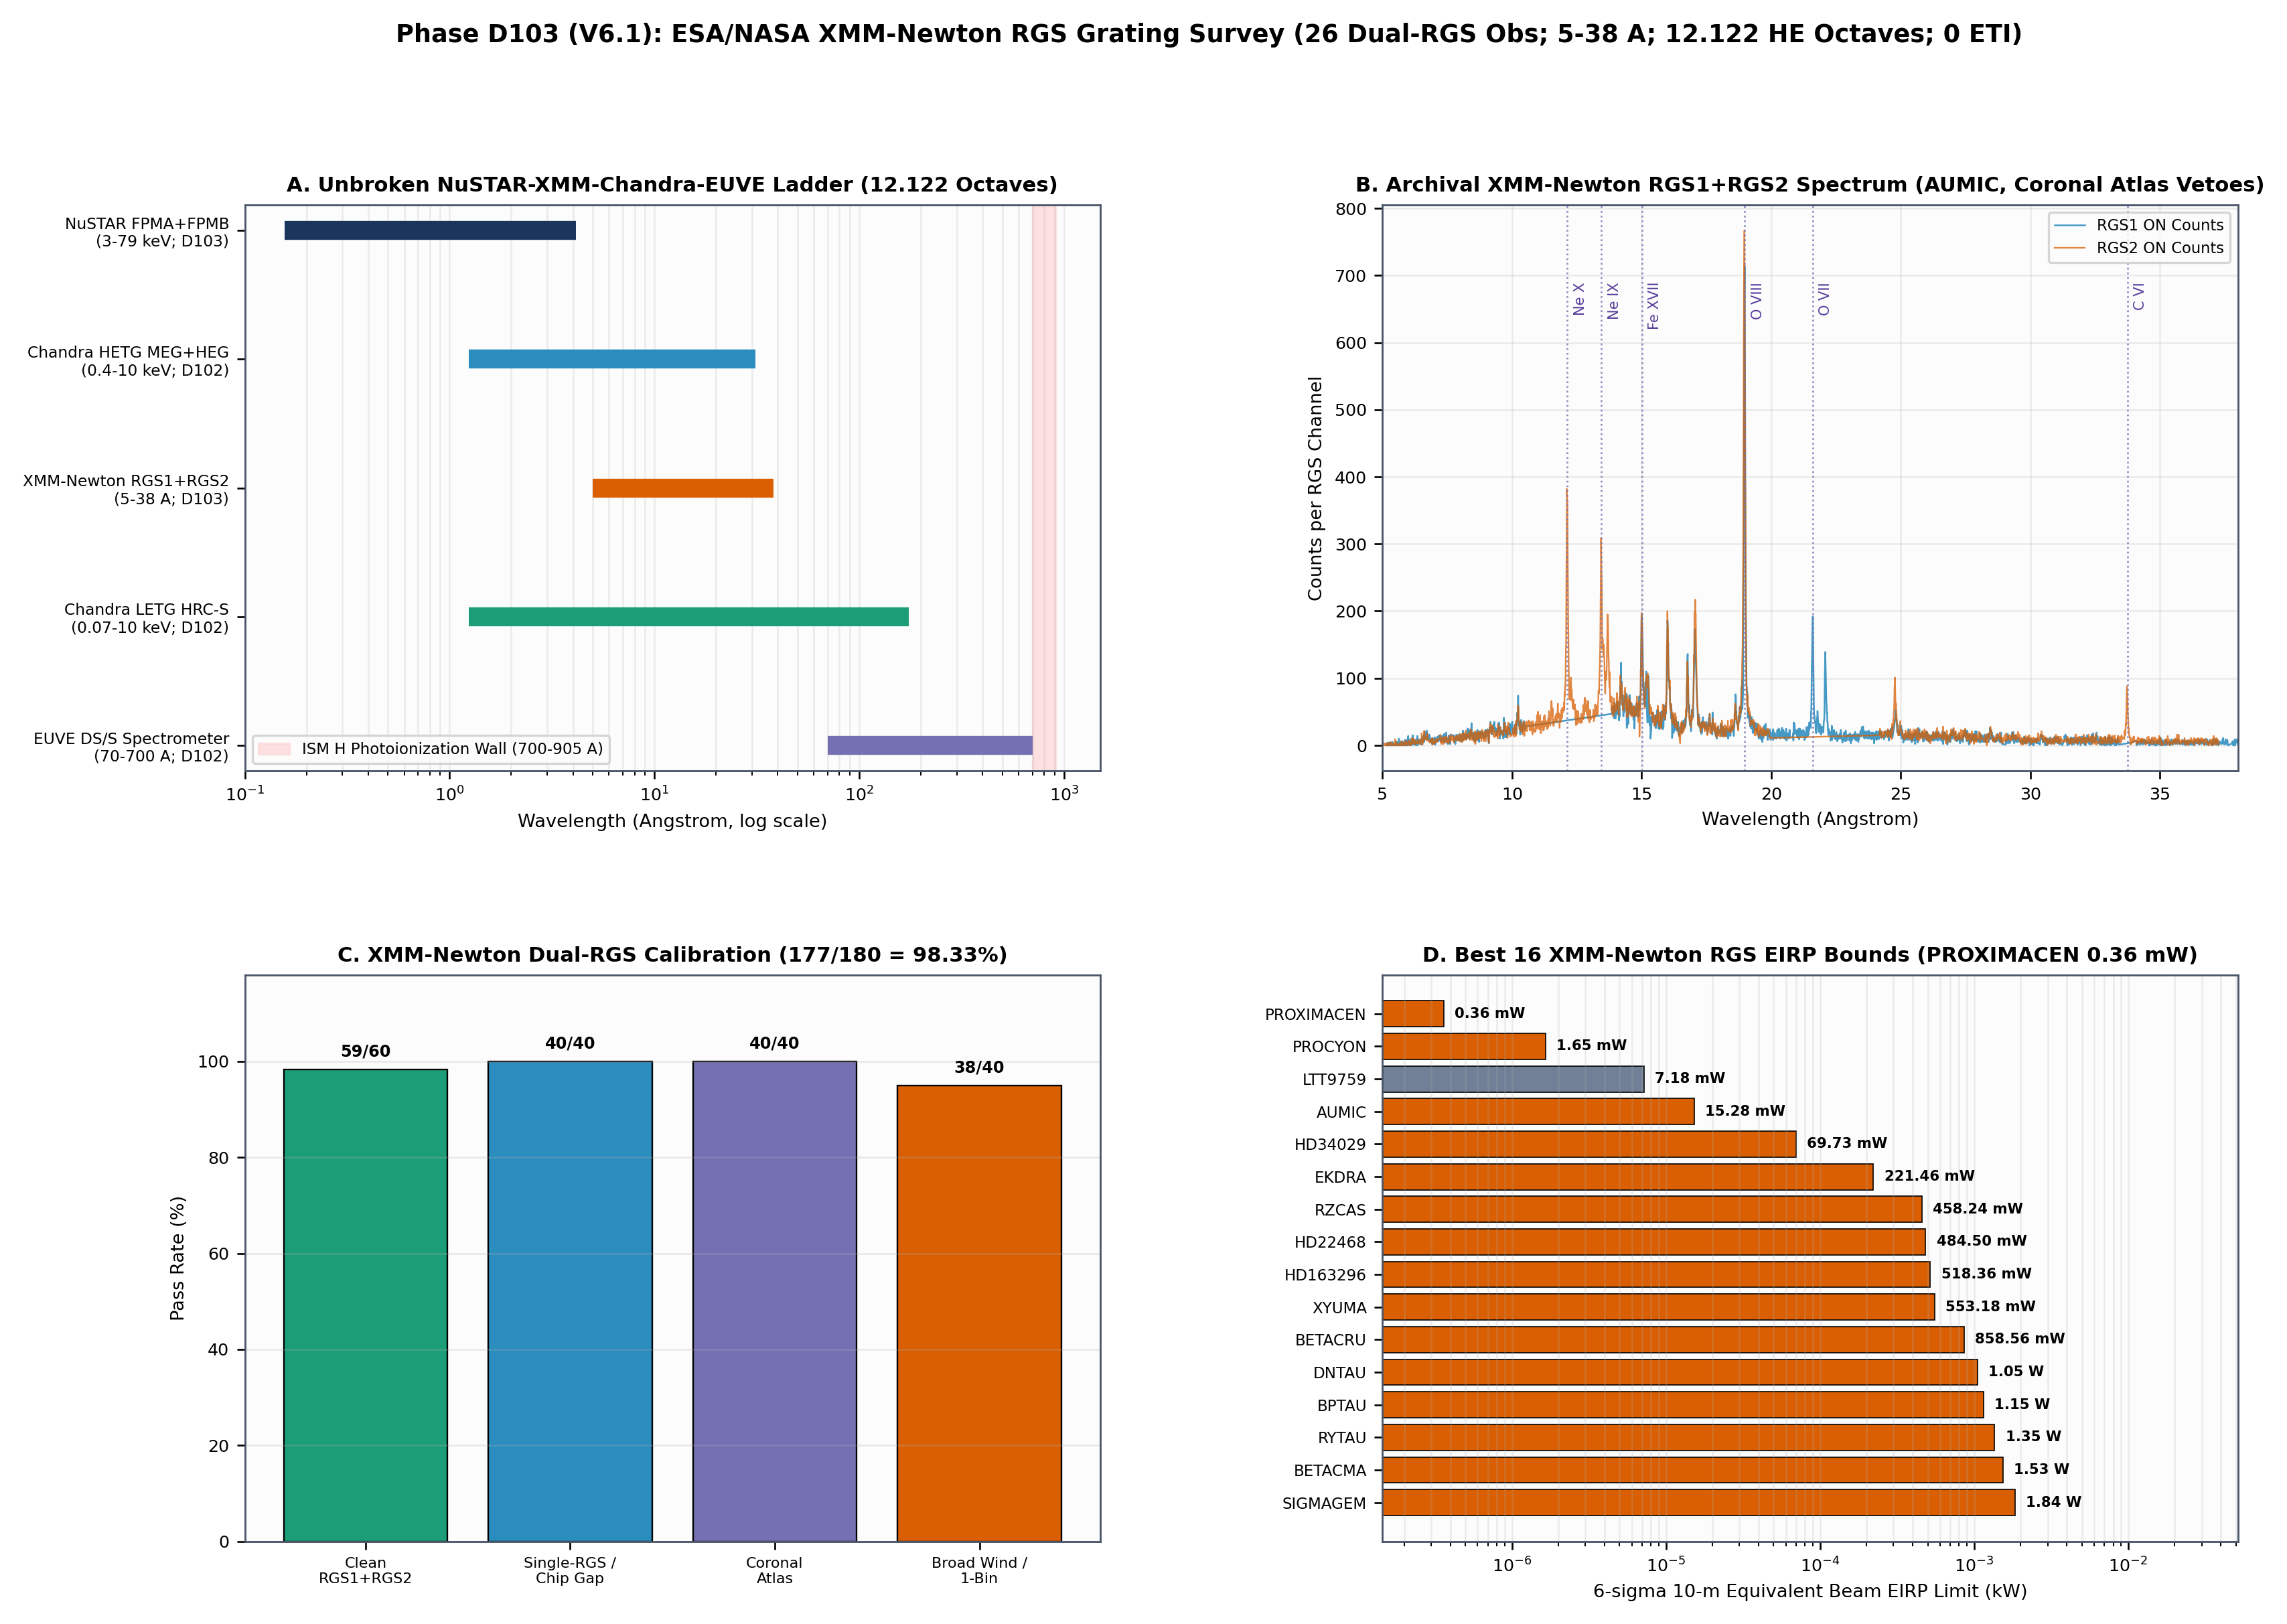 Phase D103 (V6.1): ESA/NASA XMM-Newton RGS Grating Survey (26 Dual-RGS Obs; 5-38 A; 12.122 HE Octaves; 0 ETI)
A. Unbroken NuSTAR-XMM-Chandra-EUVE Ladder (12.122 Octaves)
NuSTAR FPMA+FPMB
(3-79 keV; D103)
Chandra HETG MEG+HEG
(0.4-10 keV; D102)
XMM-Newton RGS1+RGS2
(5-38 A; D103)
Chandra LETG HRC-S
(0.07-10 keV; D102)
EUVE DS/S Spectrometer
(70-700 A; D102)
ISM H Photoionization Wall (700-905 A)
10⁻¹ 10⁰ 10¹ 10² 10³
Wavelength (Angstrom, log scale)
B. Archival XMM-Newton RGS1+RGS2 Spectrum (AUMIC, Coronal Atlas Vetoes)
RGS1 ON Counts
RGS2 ON Counts
Ne X
Ne IX
Fe XVII
O VIII
O VII
C VI
800
700
600
500
400
300
200
100
0
Counts per RGS Channel
5 10 15 20 25 30 35
Wavelength (Angstrom)
C. XMM-Newton Dual-RGS Calibration (177/180 = 98.33%)
59/60
40/40
40/40
38/40
100
80
60
40
20
0
Pass Rate (%)
Clean
RGS1+RGS2
Single-RGS /
Chip Gap
Coronal
Atlas
Broad Wind /
1-Bin
D. Best 16 XMM-Newton RGS EIRP Bounds (PROXIMACEN 0.36 mW)
PROXIMACEN 0.36 mW
PROCYON 1.65 mW
LTT9759 7.18 mW
AUMIC 15.28 mW
HD34029 69.73 mW
EKDRA 221.46 mW
RZCAS 458.24 mW
HD22468 484.50 mW
HD163296 518.36 mW
XYUMA 553.18 mW
BETACRU 858.56 mW
DNTAU 1.05 W
BPTAU 1.15 W
RYTAU 1.35 W
BETACMA 1.53 W
SIGMAGEM 1.84 W
10⁻⁶ 10⁻⁵ 10⁻⁴ 10⁻³ 10⁻²
6-sigma 10-m Equivalent Beam EIRP Limit (kW)